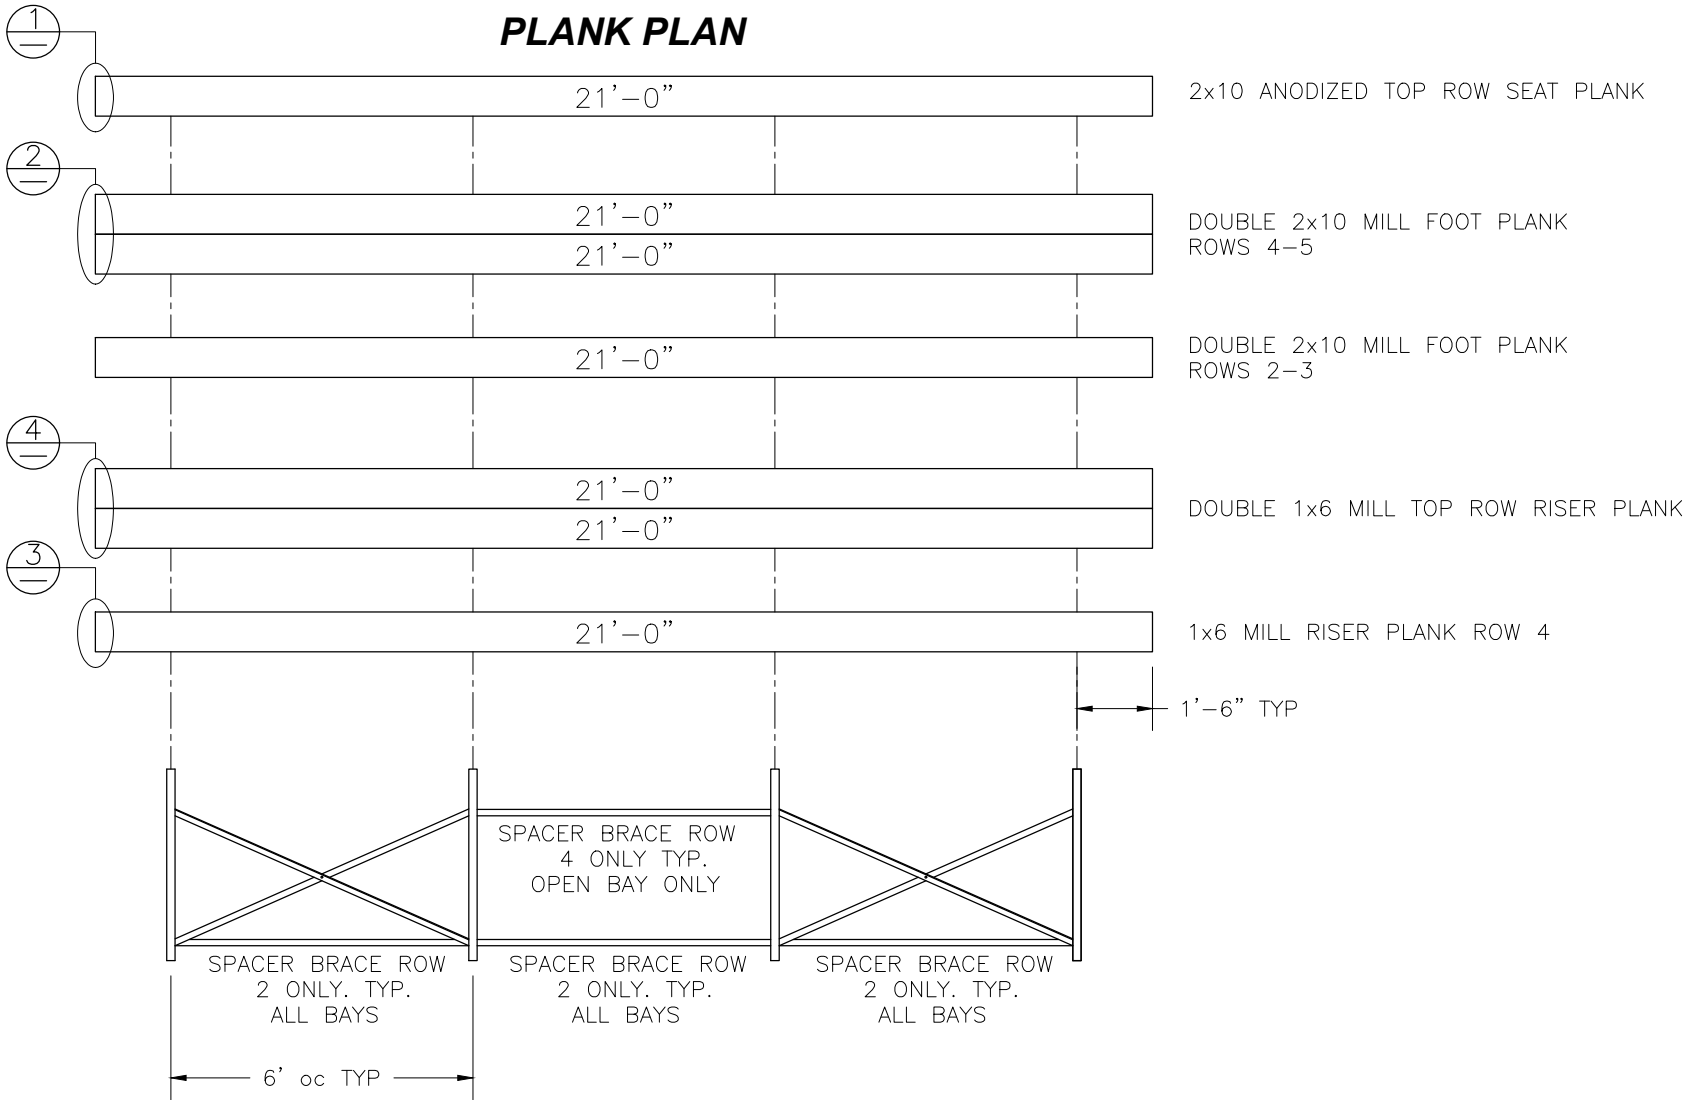 1
PLANK PLAN
21'-0"
2x10 ANODIZED TOP ROW SEAT PLANK
2
21'-0"
21'-0"
DOUBLE 2x10 MILL FOOT PLANK
ROWS 4-5
21'-0"
DOUBLE 2x10 MILL FOOT PLANK
ROWS 2-3
4
21'-0"
21'-0"
DOUBLE 1x6 MILL TOP ROW RISER PLANK
3
21'-0"
1x6 MILL RISER PLANK ROW 4
1'-6" TYP
SPACER BRACE ROW
4 ONLY TYP.
OPEN BAY ONLY
SPACER BRACE ROW
2 ONLY. TYP.
ALL BAYS
SPACER BRACE ROW
2 ONLY. TYP.
ALL BAYS
SPACER BRACE ROW
2 ONLY. TYP.
ALL BAYS
6' oc TYP